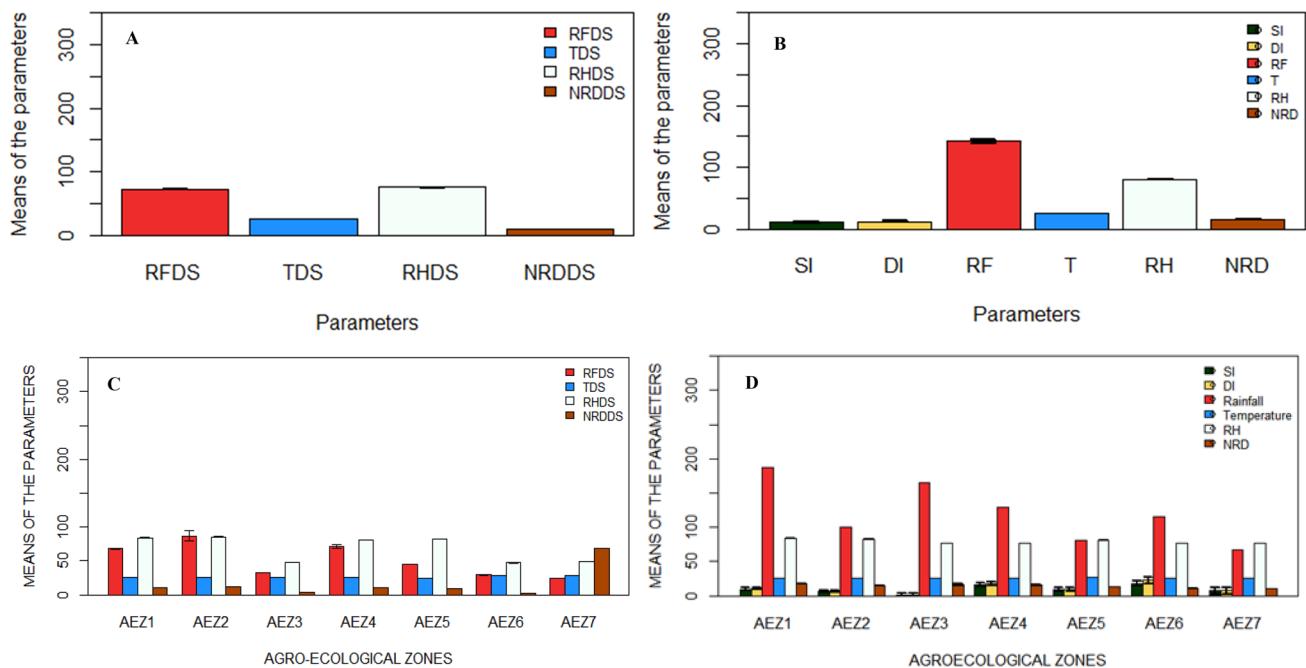 A
Means of the parameters
0
100
200
300
RFDS
TDS
RHDS
NRDDS
RFDS
TDS
RHDS
NRDDS
Parameters
B
Means of the parameters
0
100
200
300
SI
DI
RF
T
RH
NRD
SI
DI
RF
T
RH
NRD
Parameters
C
MEANS OF THE PARAMETERS
0
50
100
200
300
RFDS
TDS
RHDS
NRDDS
AEZ1
AEZ2
AEZ3
AEZ4
AEZ5
AEZ6
AEZ7
AGRO-ECOLOGICAL ZONES
D
MEANS OF THE PARAMETERS
0
50
100
200
300
SI
DI
Rainfall
Temperature
RH
NRD
AEZ1
AEZ2
AEZ3
AEZ4
AEZ5
AEZ6
AEZ7
AGROECOLOGICAL ZONES